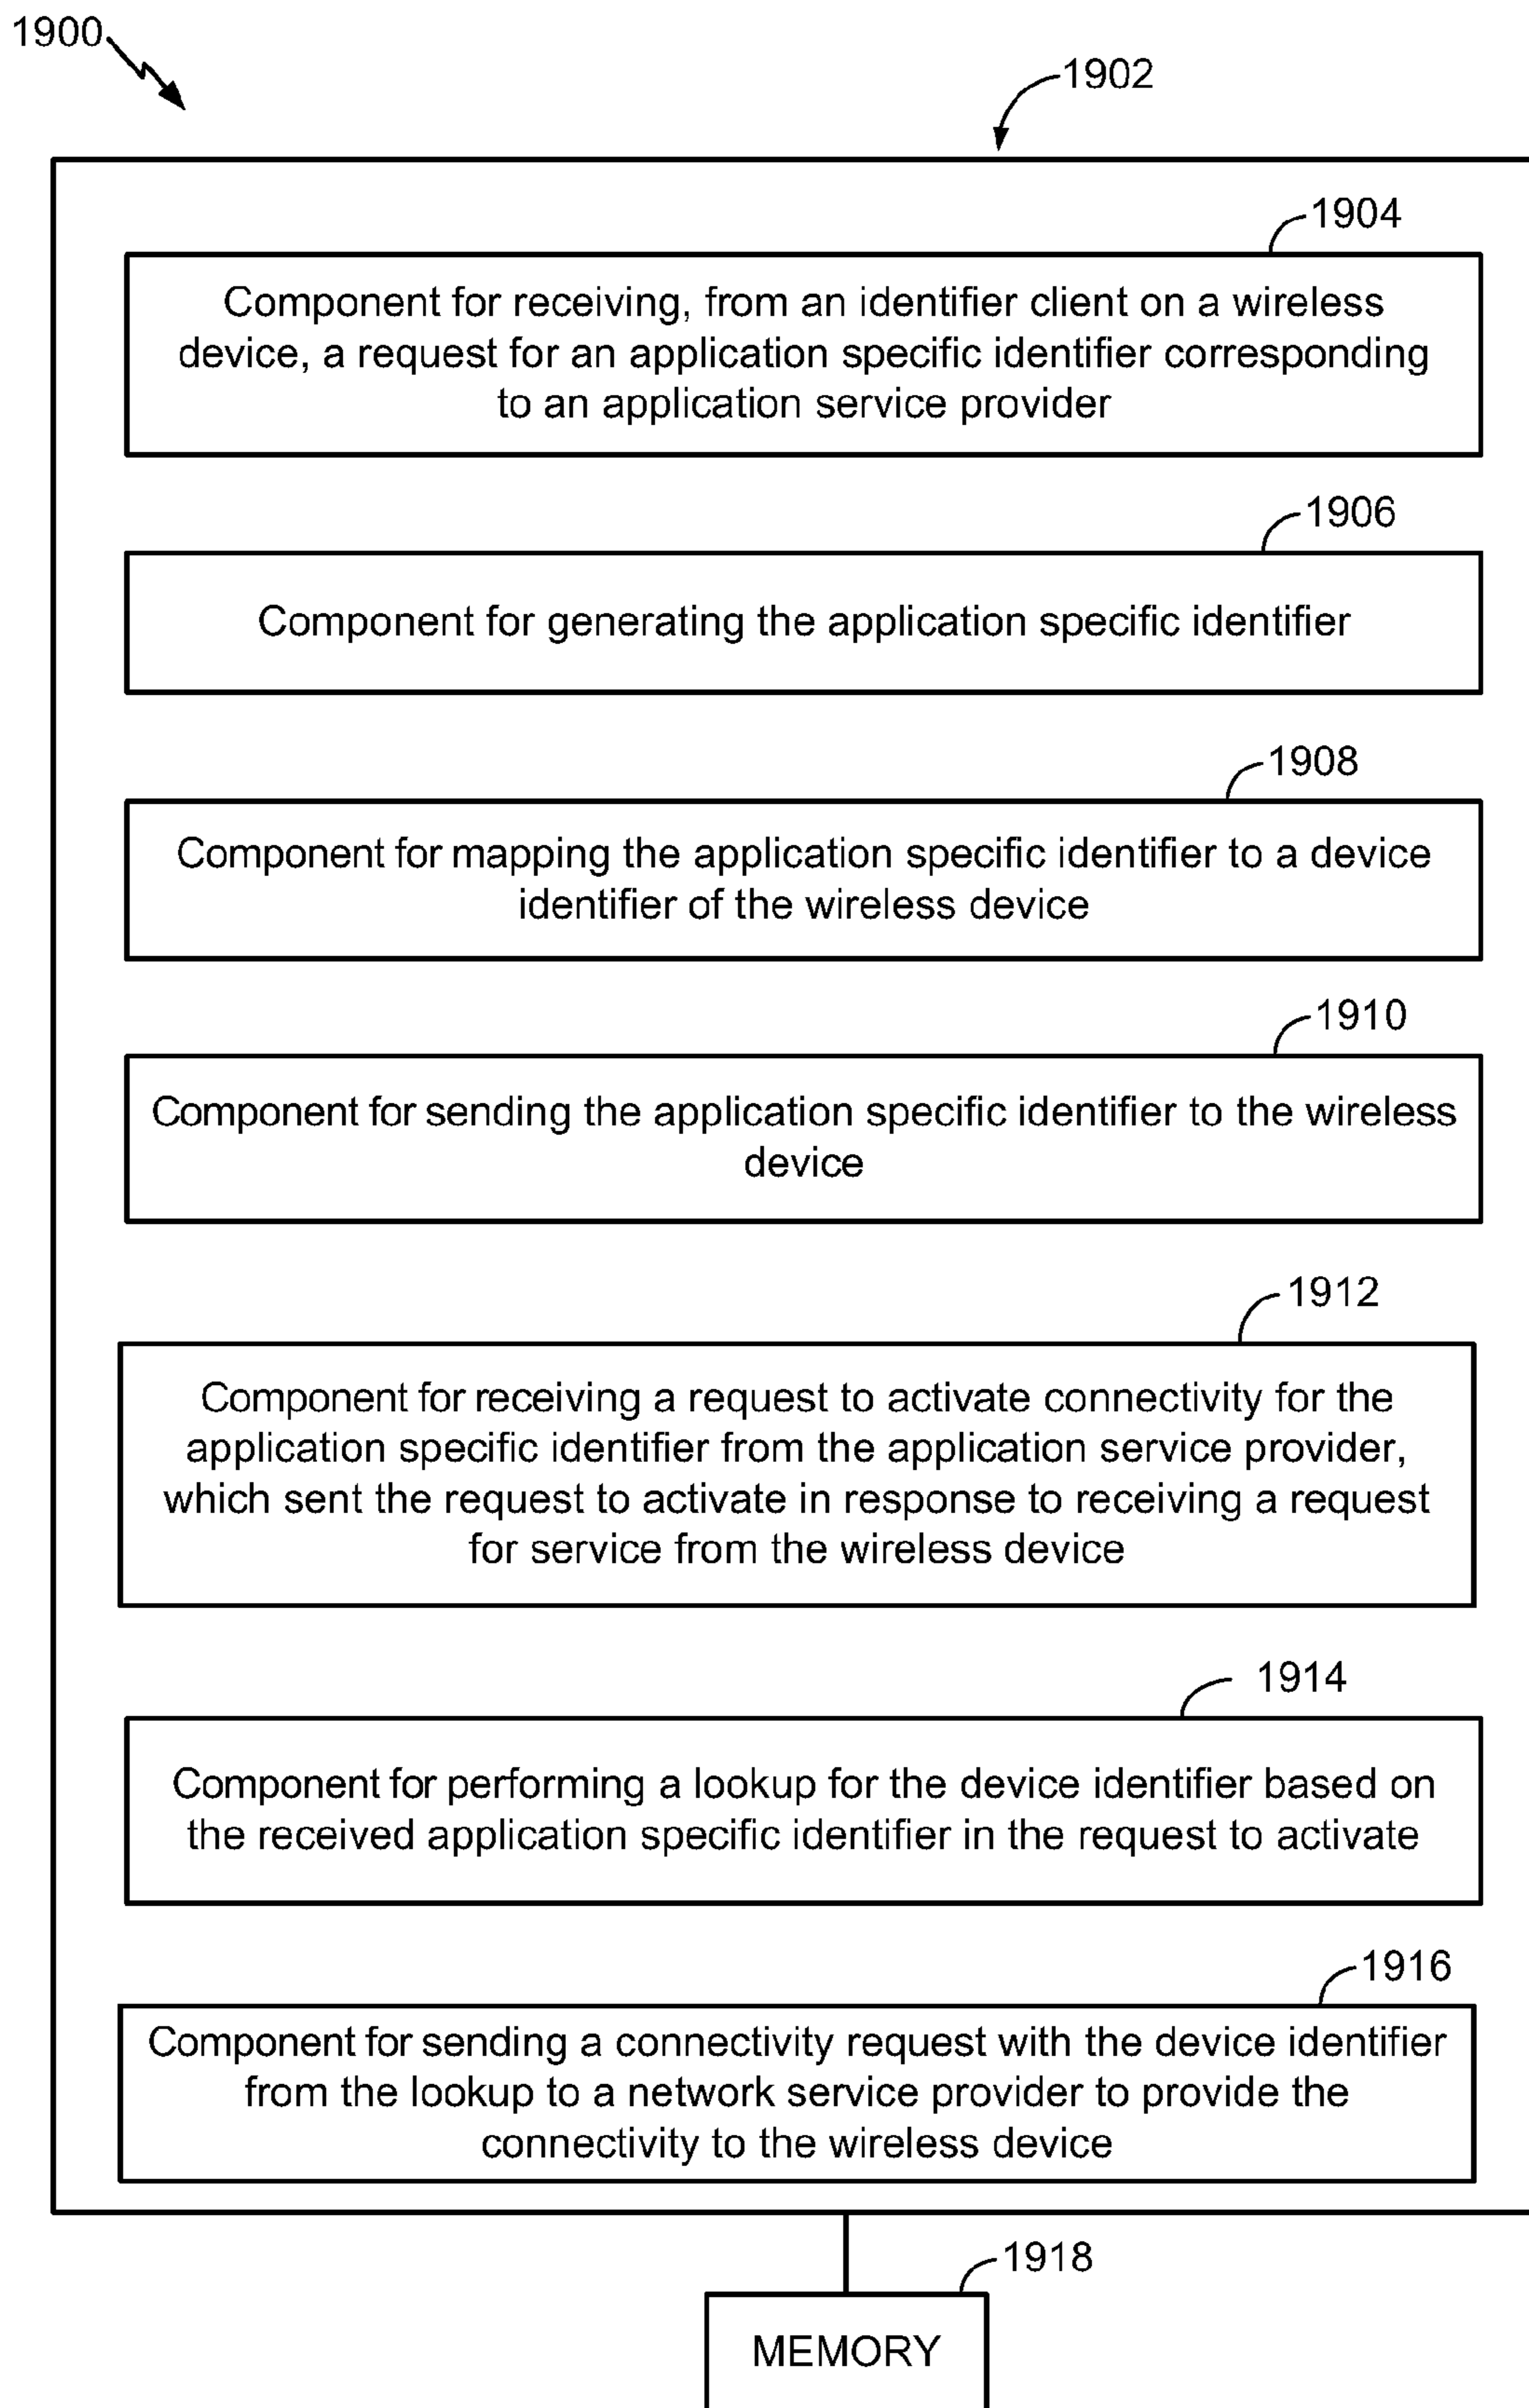 1900
1902
1904
Component for receiving, from an identifier client on a wireless
device, a request for an application specific identifier corresponding
to an application service provider
1906
Component for generating the application specific identifier
1908
Component for mapping the application specific identifier to a device
identifier of the wireless device
1910
Component for sending the application specific identifier to the wireless
device
1912
Component for receiving a request to activate connectivity for the
application specific identifier from the application service provider,
which sent the request to activate in response to receiving a request
for service from the wireless device
1914
Component for performing a lookup for the device identifier based on
the received application specific identifier in the request to activate
1916
Component for sending a connectivity request with the device identifier
from the lookup to a network service provider to provide the
connectivity to the wireless device
1918
MEMORY